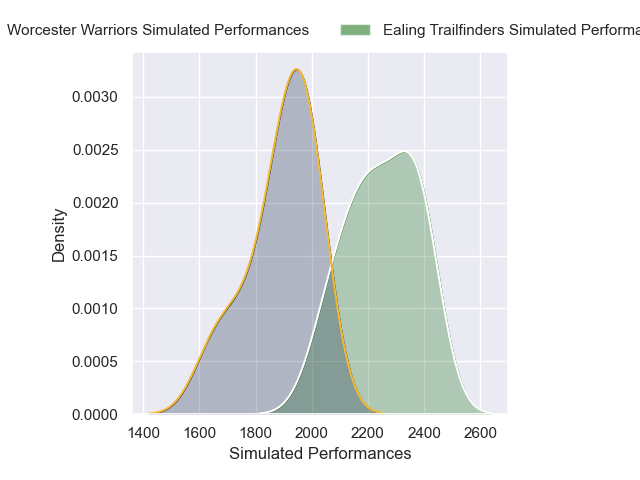 Worcester Warriors Simulated Performances
Ealing Trailfinders Simulated Performa
0.0030
0.0025
0.0020
0.0015
0.0010
0.0005
0.0000
Density
1400 1600 1800 2000 2200 2400 2600
Simulated Performances